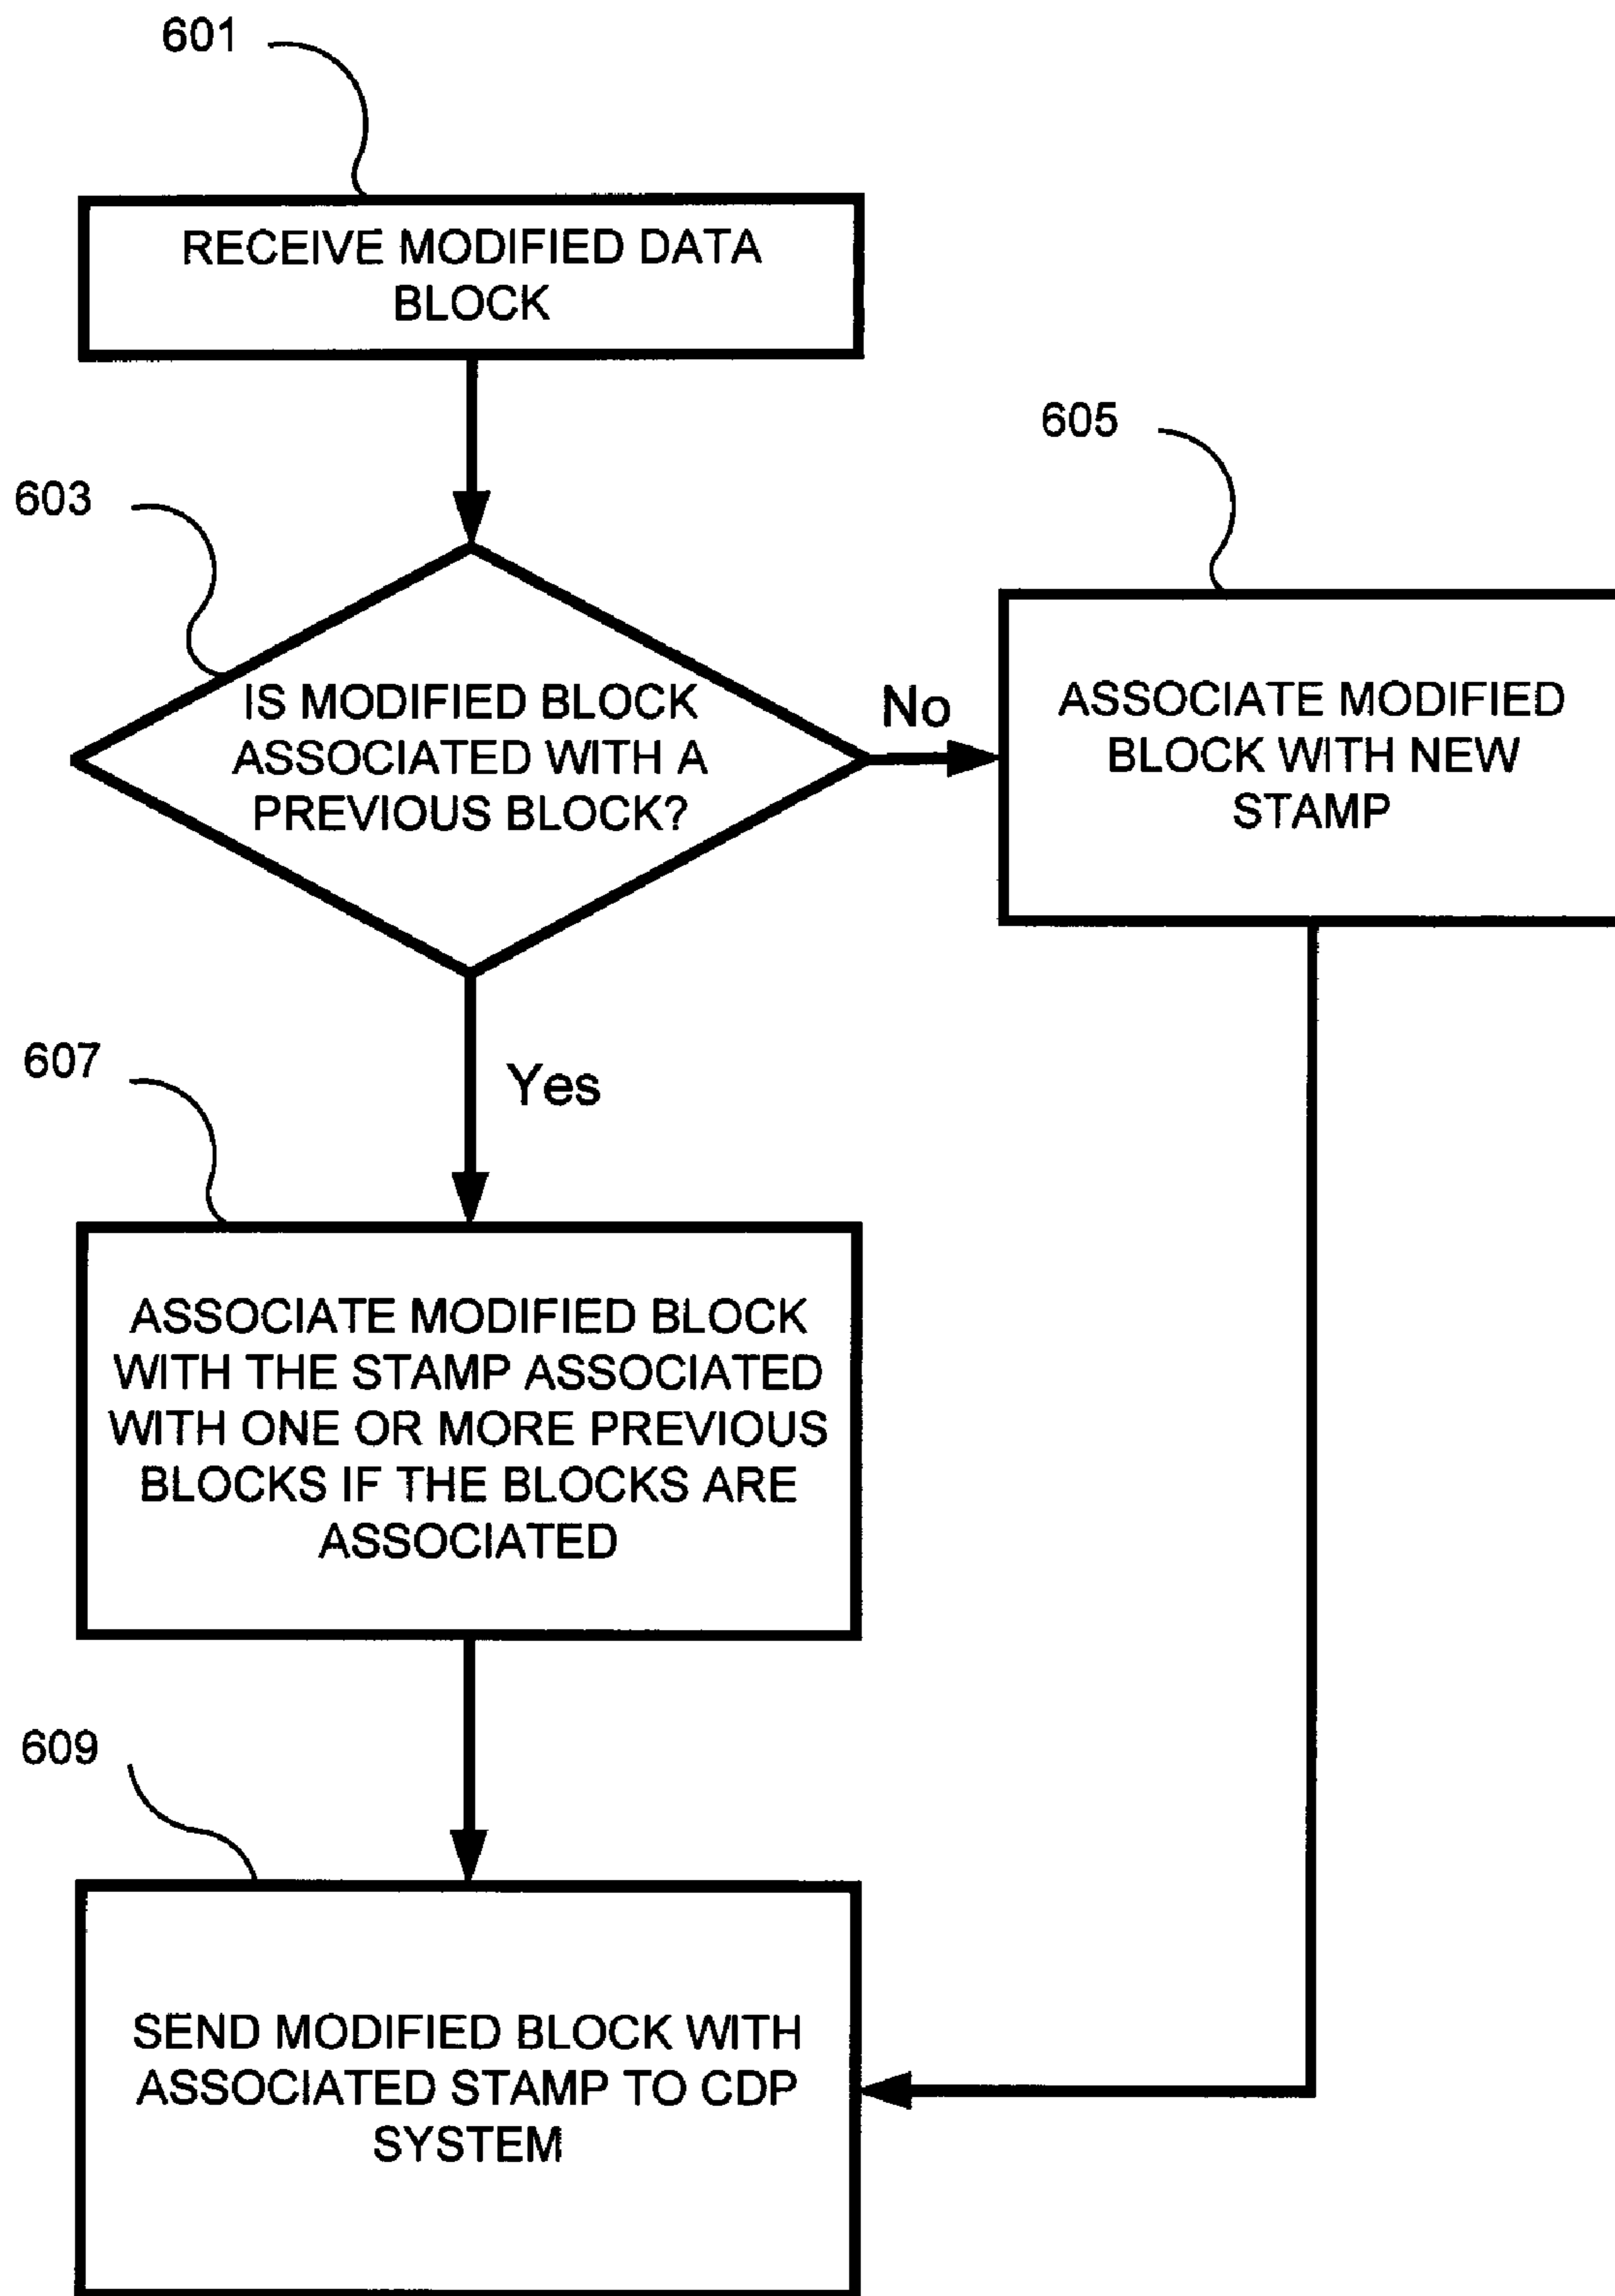 601
RECEIVE MODIFIED DATA
BLOCK
603
IS MODIFIED BLOCK
ASSOCIATED WITH A
PREVIOUS BLOCK?
No
605
ASSOCIATE MODIFIED
BLOCK WITH NEW
STAMP
Yes
607
ASSOCIATE MODIFIED BLOCK
WITH THE STAMP ASSOCIATED
WITH ONE OR MORE PREVIOUS
BLOCKS IF THE BLOCKS ARE
ASSOCIATED
609
SEND MODIFIED BLOCK WITH
ASSOCIATED STAMP TO CDP
SYSTEM